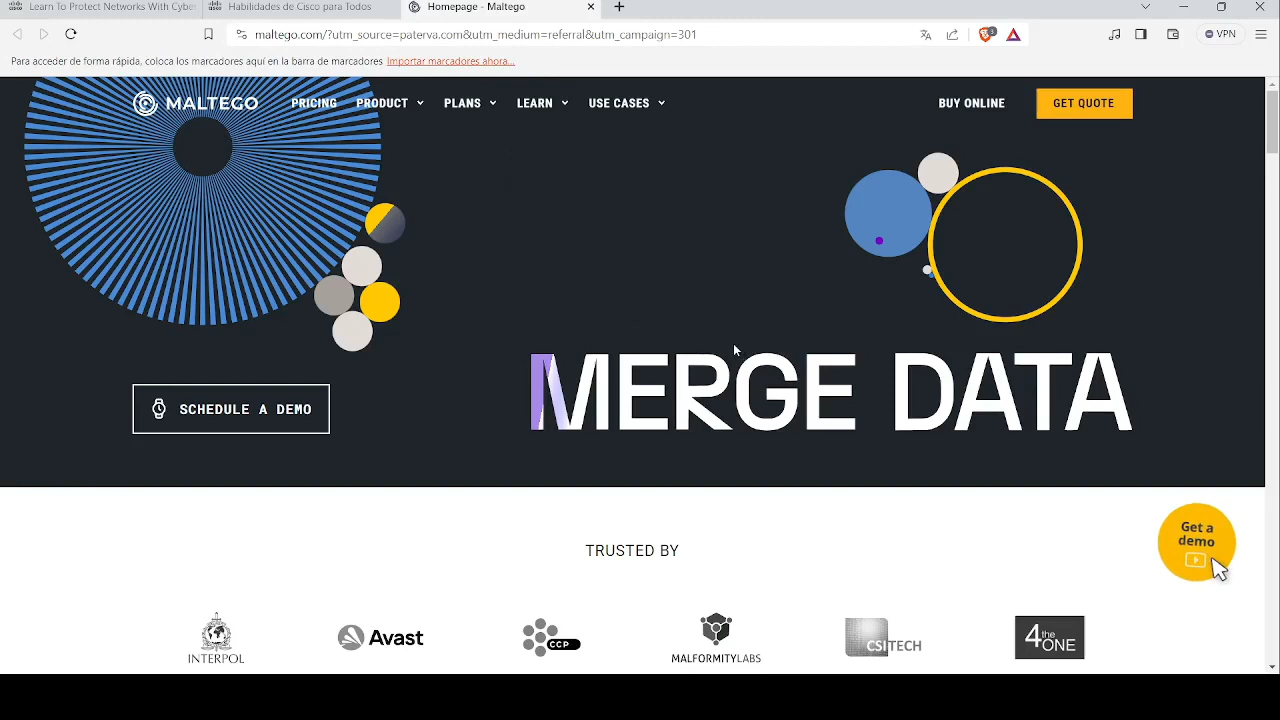 Learn To Protect Networks With Cyber
Habilidades de Cisco para Todos
Homepage - Maltego
maltego.com/?utm_source=paterva.com&utm_medium=referral&utm_campaign=301
3
VPN
Para acceder de forma rápida, coloca los marcadores aquí en la barra de marcadores Importar marcadores ahora...
MALTEGO
PRICING
PRODUCT
PLANS
LEARN
USE CASES
BUY ONLINE
GET QUOTE
SCHEDULE A DEMO
MERGE DATA
Get a
demo
TRUSTED BY
INTERPOL
Avast
CCP
MALFORMITYLABS
CSITECH
4 the ONE